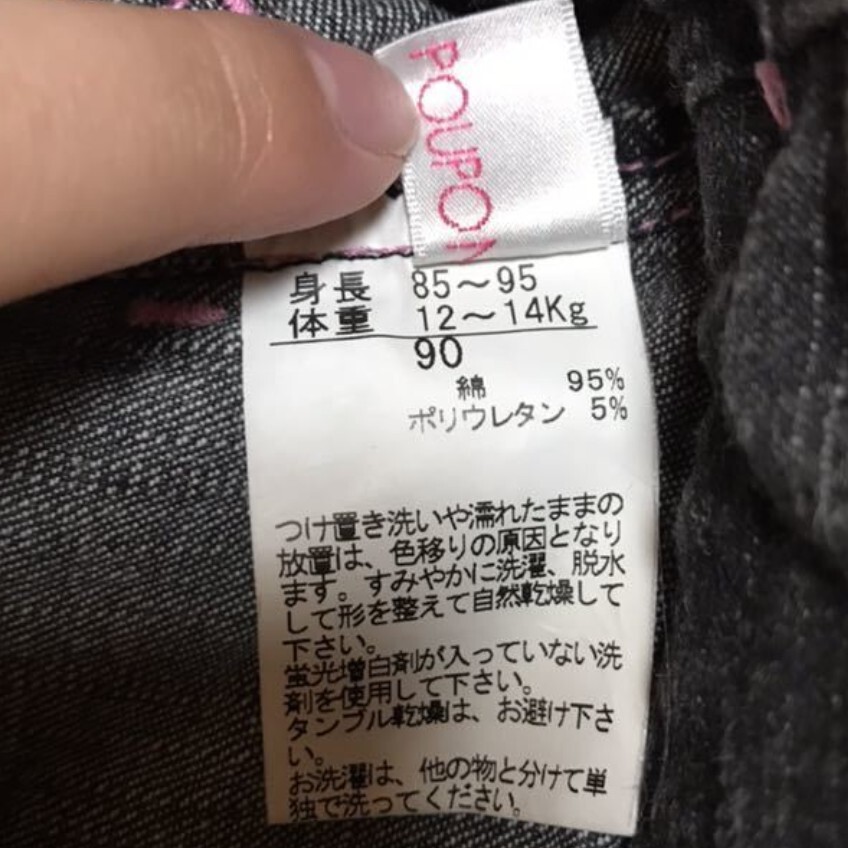 POUPON
身長 85～95
体重 12～14Kg
90
綿 95%
ポリウレタン 5%
つけ置き洗いや濡れたままの
放置は、色移りの原因となり
ます。すみやかに洗濯、脱水
して形を整えて自然乾燥して
下さい。
蛍光増白剤が入っていない洗
剤を使用して下さい。
タンブル乾燥は、お避け下さ
い。
お洗濯は、他の物と分けて単
独で洗ってください。